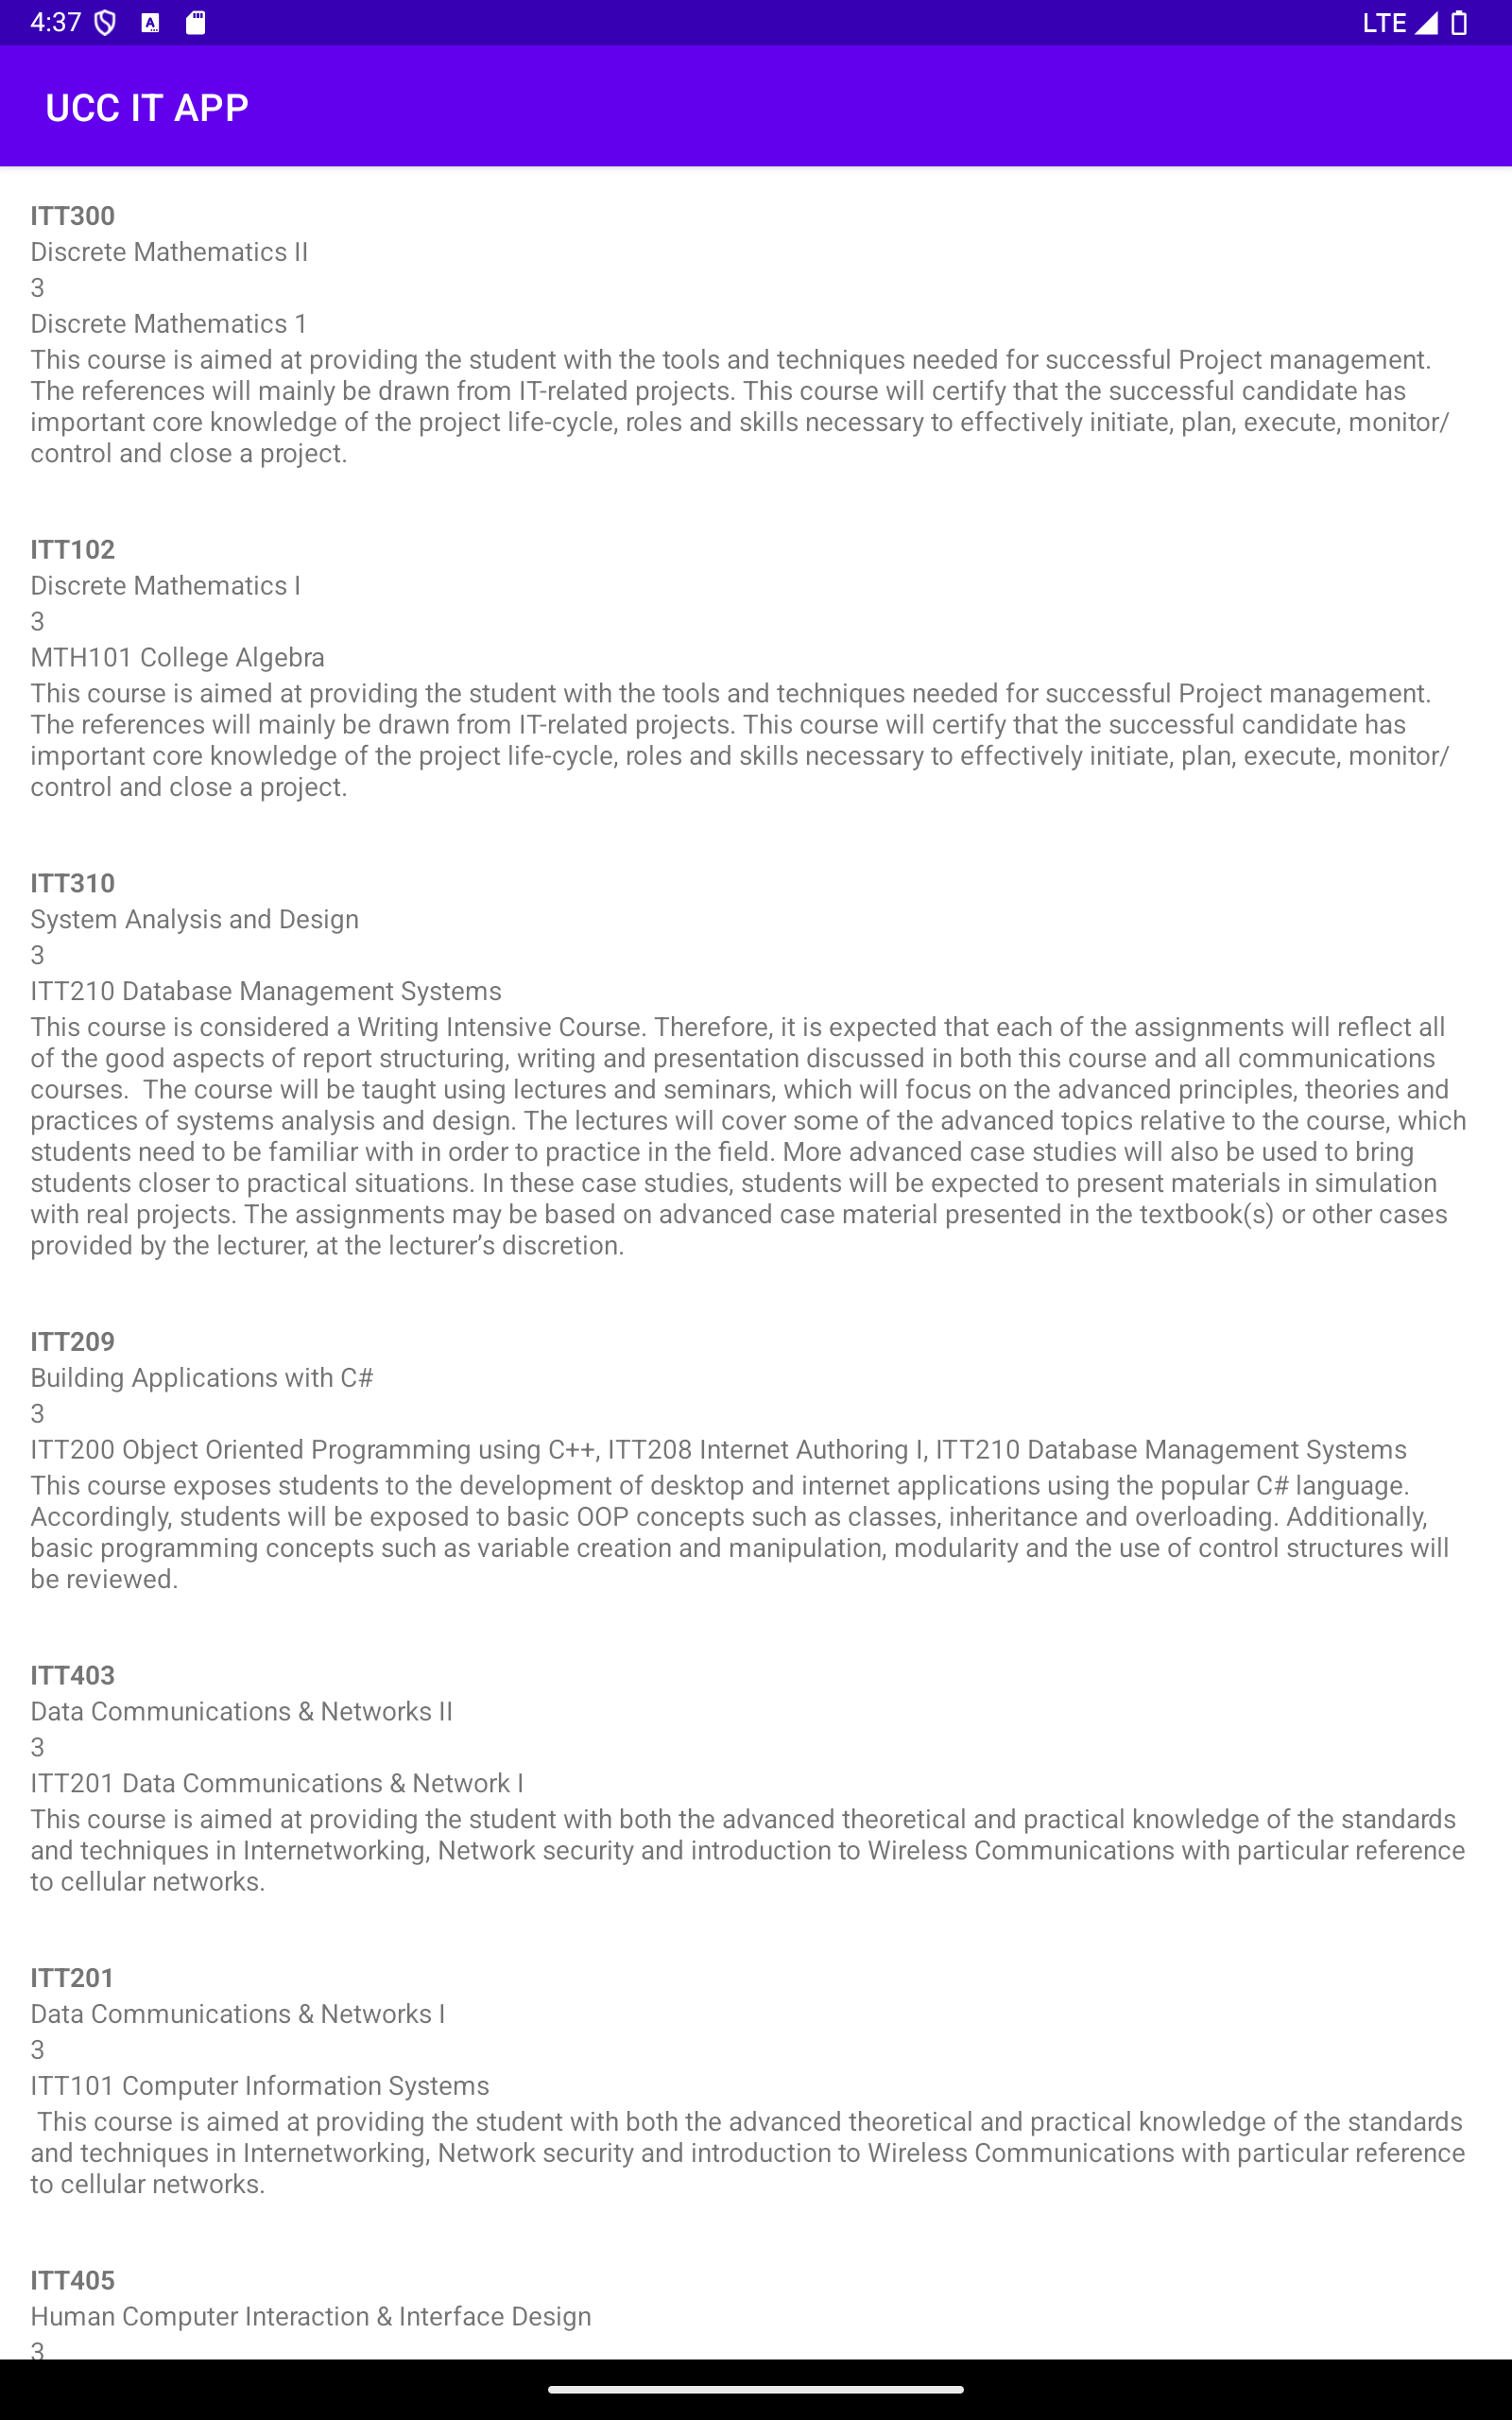 4:37
LTE
UCC IT APP
ITT300
Discrete Mathematics II
3
Discrete Mathematics 1
This course is aimed at providing the student with the tools and techniques needed for successful Project management.
The references will mainly be drawn from IT-related projects. This course will certify that the successful candidate has
important core knowledge of the project life-cycle, roles and skills necessary to effectively initiate, plan, execute, monitor/
control and close a project.
ITT102
Discrete Mathematics I
3
MTH101 College Algebra
This course is aimed at providing the student with the tools and techniques needed for successful Project management.
The references will mainly be drawn from IT-related projects. This course will certify that the successful candidate has
important core knowledge of the project life-cycle, roles and skills necessary to effectively initiate, plan, execute, monitor/
control and close a project.
ITT310
System Analysis and Design
3
ITT210 Database Management Systems
This course is considered a Writing Intensive Course. Therefore, it is expected that each of the assignments will reflect all
of the good aspects of report structuring, writing and presentation discussed in both this course and all communications
courses.  The course will be taught using lectures and seminars, which will focus on the advanced principles, theories and
practices of systems analysis and design. The lectures will cover some of the advanced topics relative to the course, which
students need to be familiar with in order to practice in the field. More advanced case studies will also be used to bring
students closer to practical situations. In these case studies, students will be expected to present materials in simulation
with real projects. The assignments may be based on advanced case material presented in the textbook(s) or other cases
provided by the lecturer, at the lecturer’s discretion.
ITT209
Building Applications with C#
3
ITT200 Object Oriented Programming using C++, ITT208 Internet Authoring I, ITT210 Database Management Systems
This course exposes students to the development of desktop and internet applications using the popular C# language.
Accordingly, students will be exposed to basic OOP concepts such as classes, inheritance and overloading. Additionally,
basic programming concepts such as variable creation and manipulation, modularity and the use of control structures will
be reviewed.
ITT403
Data Communications & Networks II
3
ITT201 Data Communications & Network I
This course is aimed at providing the student with both the advanced theoretical and practical knowledge of the standards
and techniques in Internetworking, Network security and introduction to Wireless Communications with particular reference
to cellular networks.
ITT201
Data Communications & Networks I
3
ITT101 Computer Information Systems
This course is aimed at providing the student with both the advanced theoretical and practical knowledge of the standards
and techniques in Internetworking, Network security and introduction to Wireless Communications with particular reference
to cellular networks.
ITT405
Human Computer Interaction & Interface Design
3